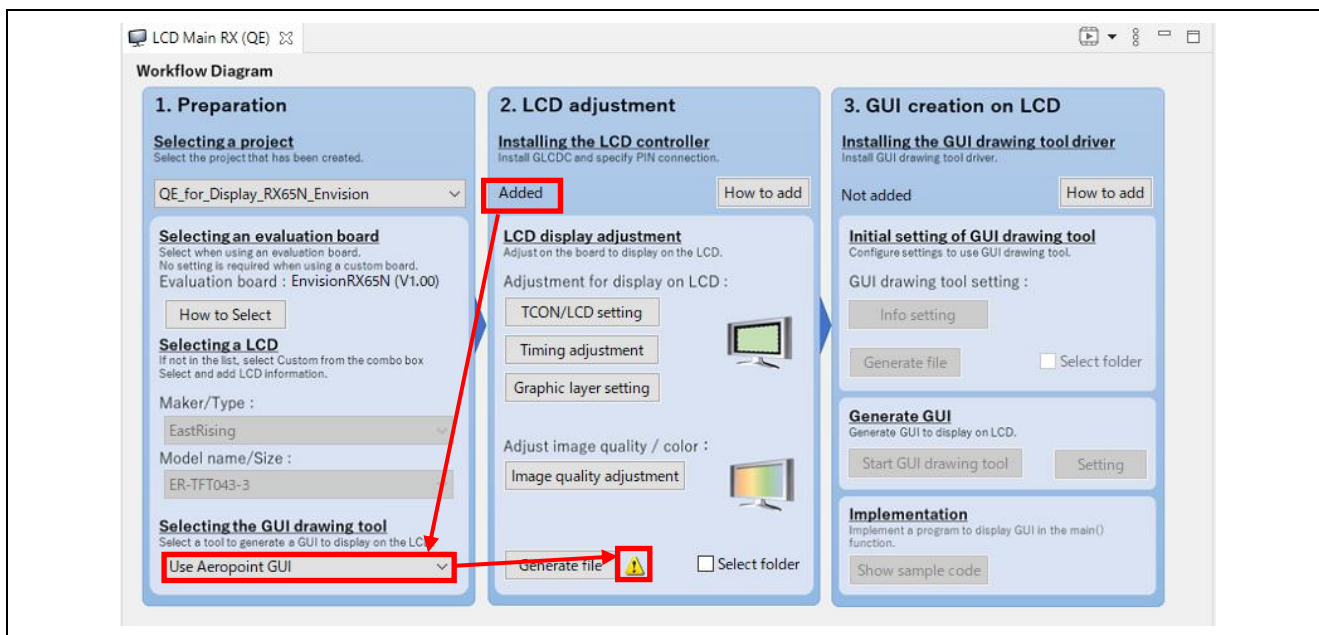 LCD Main RX (QE)
Workflow Diagram
1. Preparation
Selecting a project
Select the project that has been created.
QE_for_Display_RX65N_Envision
Selecting an evaluation board
Select when using an evaluation board.
No setting is required when using a custom board.
Evaluation board : EnvisionRX65N (V1.00)
How to Select
Selecting a LCD
If not in the list, select Custom from the combo box
Select and add LCD information.
Maker/Type :
EastRising
Model name/Size :
ER-TFT043-3
Selecting the GUI drawing tool
Select a tool to generate a GUI to display on the LC
Use Aeropoint GUI
2. LCD adjustment
Installing the LCD controller
Install GLCDC and specify PIN connection.
Added
How to add
LCD display adjustment
Adjust on the board to display on the LCD.
Adjustment for display on LCD :
TCON/LCD setting
Timing adjustment
Graphic layer setting
Adjust image quality / color :
Image quality adjustment
Generate file
Select folder
3. GUI creation on LCD
Installing the GUI drawing tool driver
Install GUI drawing tool driver.
Not added
How to add
Initial setting of GUI drawing tool
Configure settings to use GUI drawing tool.
GUI drawing tool setting :
Info setting
Generate file
Select folder
Generate GUI
Generate GUI to display on LCD.
Start GUI drawing tool
Setting
Implementation
Implement a program to display GUI in the main()
function.
Show sample code